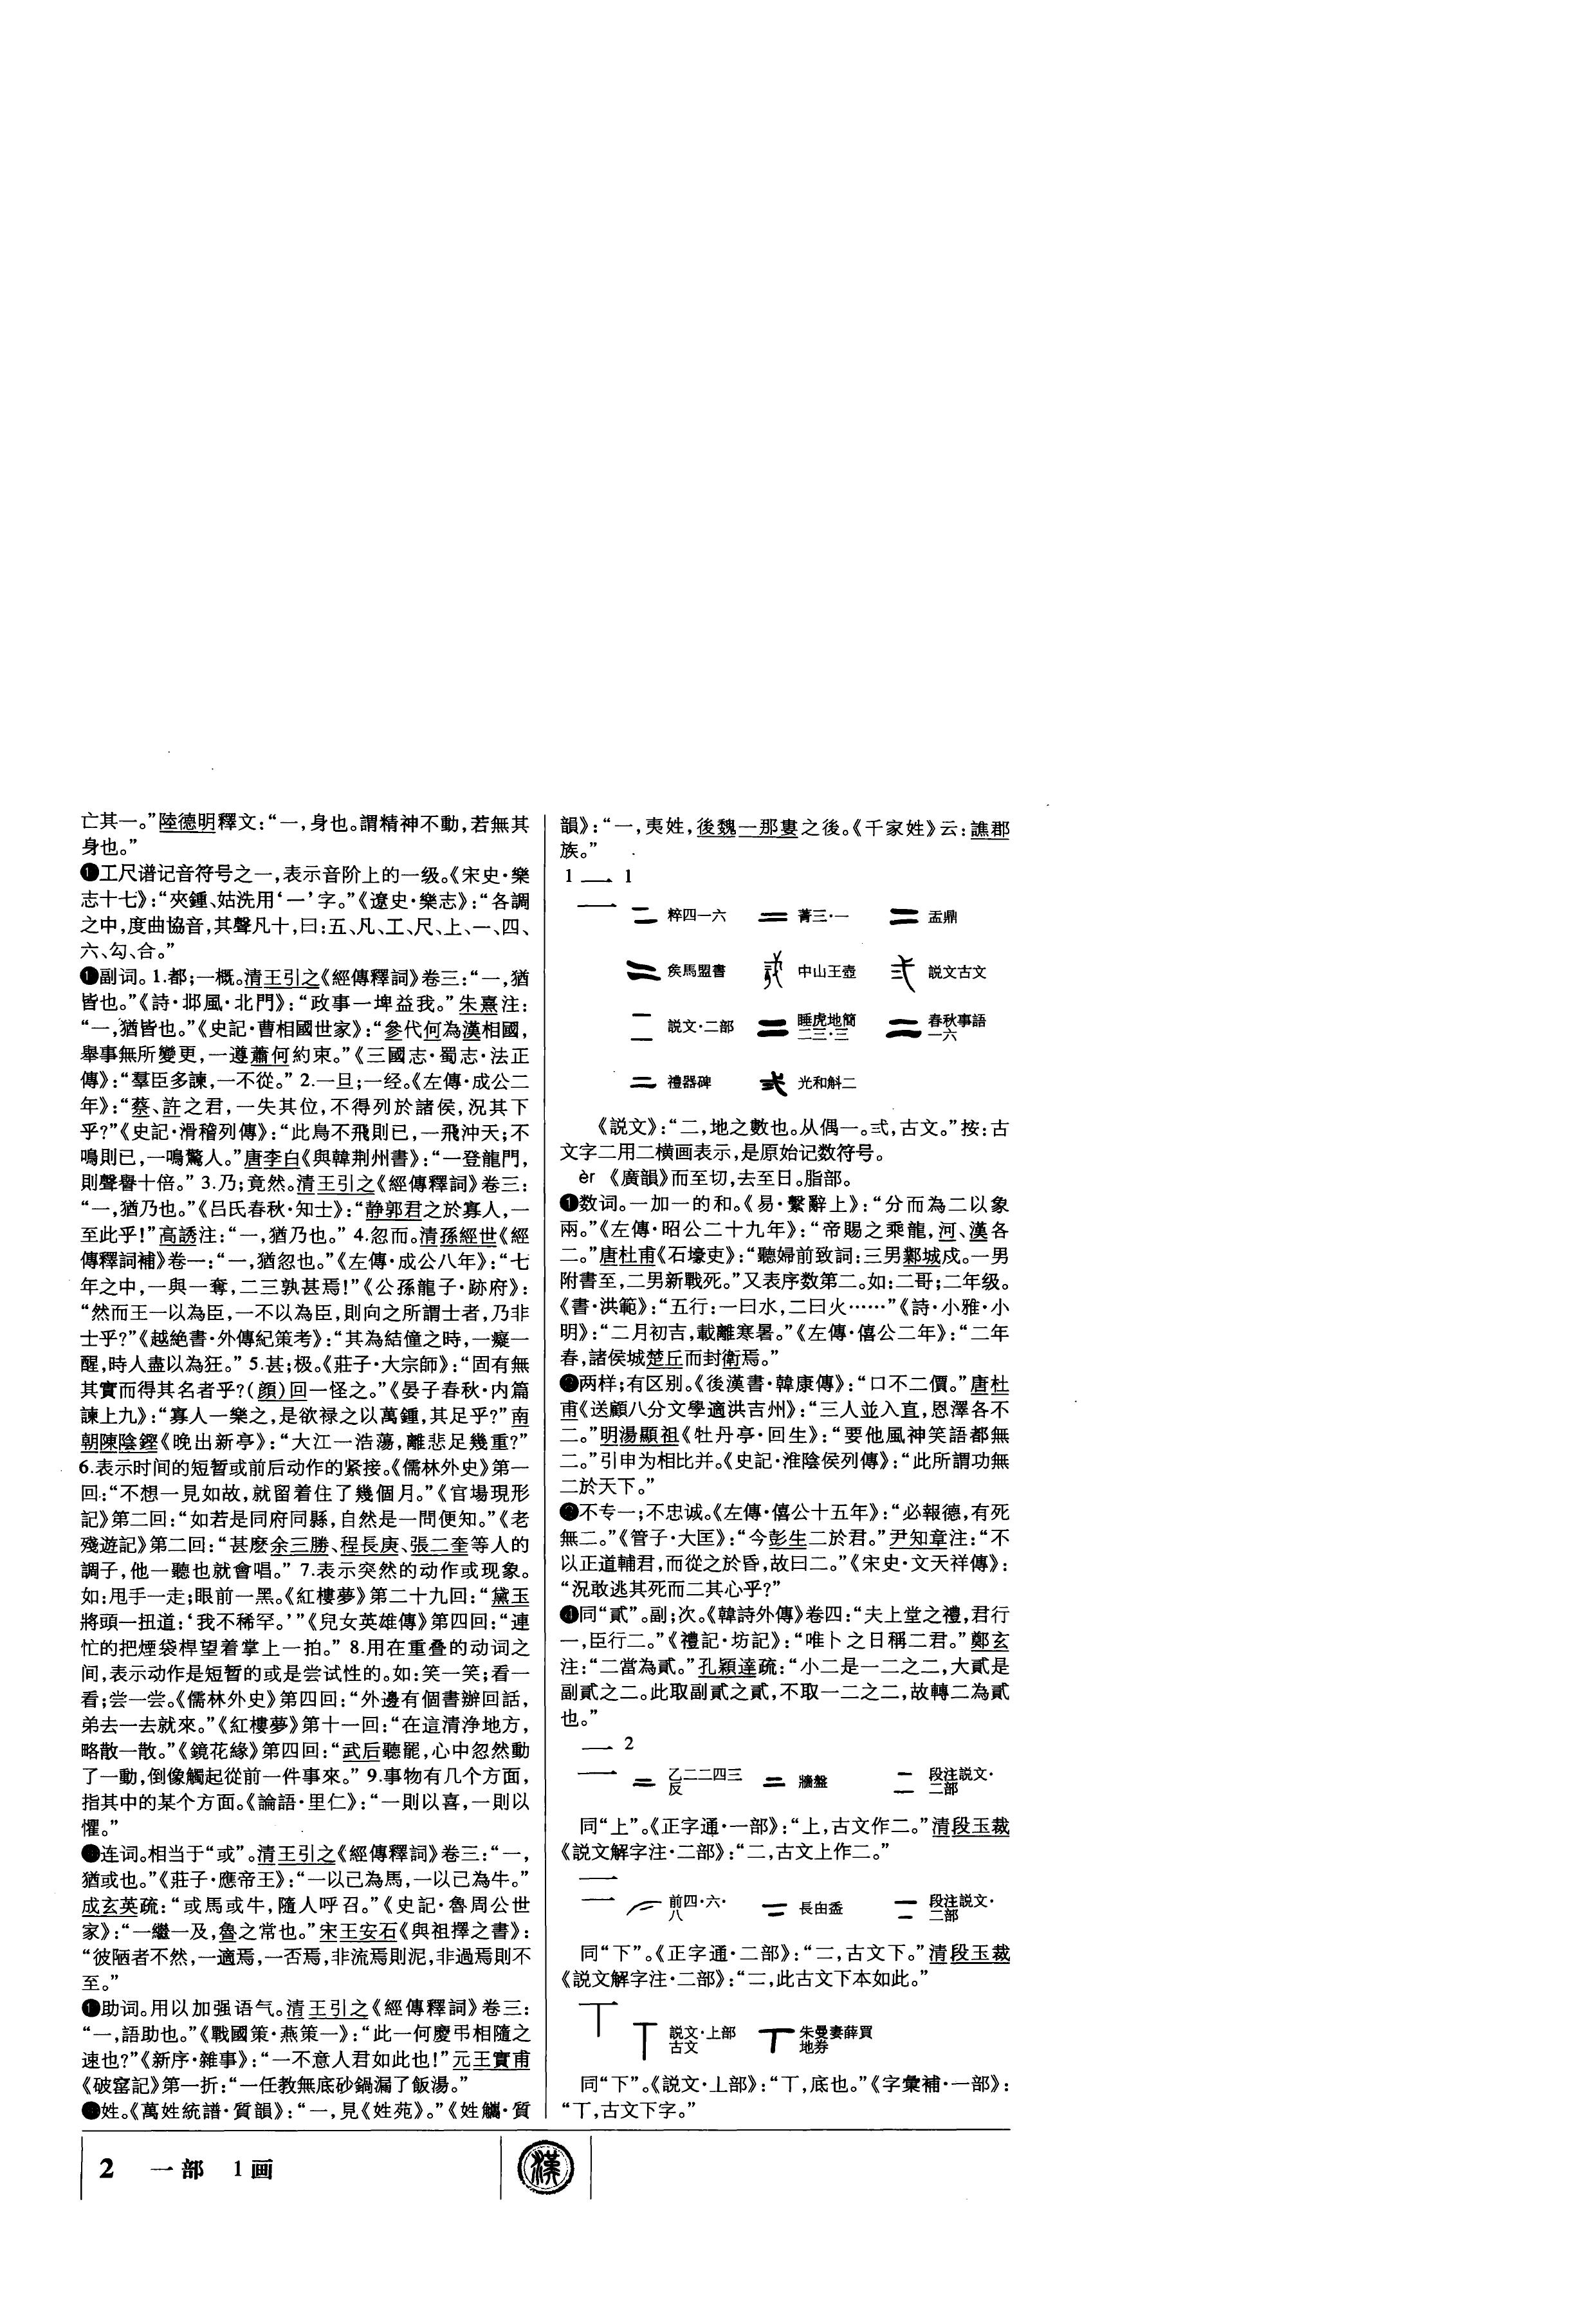 亡其一。”陸德明釋文：“一，身也。謂精神不動，若無其
身也。”
❶工尺谱记音符号之一，表示音阶上的一级。《宋史·樂
志十七》：“夾鍾、姑洗用‘一’字。”《遼史·樂志》：“各調
之中，度曲協音，其聲凡十，曰：五、凡、工、尺、上、一、四、
六、勾、合。”
❶副词。1.都；一概。清王引之《經傳釋詞》卷三：“一，猶
皆也。”《詩·邶風·北門》：“政事一埤益我。”朱熹注：
“一，猶皆也。”《史記·曹相國世家》：“參代何為漢相國，
舉事無所變更，一遵蕭何約束。”《三國志·蜀志·法正
傳》：“羣臣多諫，一不從。” 2.一旦；一经。《左傳·成公二
年》：“蔡、許之君，一失其位，不得列於諸侯，況其下
乎？”《史記·滑稽列傳》：“此鳥不飛則已，一飛沖天；不
鳴則已，一鳴驚人。”唐李白《與韓荆州書》：“一登龍門，
則聲譽十倍。” 3.乃；竟然。清王引之《經傳釋詞》卷三：
“一，猶乃也。”《吕氏春秋·知士》：“静郭君之於寡人，一
至此乎！”高誘注：“一，猶乃也。” 4.忽而。清孫經世《經
傳釋詞補》卷一：“一，猶忽也。”《左傳·成公八年》：“七
年之中，一與一奪，二三孰甚焉！”《公孫龍子·跡府》：
“然而王一以為臣，一不以為臣，則向之所謂士者，乃非
士乎？”《越絶書·外傳紀策考》：“其為結僮之時，一癡一
醒，時人盡以為狂。” 5.甚；极。《莊子·大宗師》：“固有無
其實而得其名者乎？（顔）回一怪之。”《晏子春秋·内篇
諫上九》：“寡人一樂之，是欲禄之以萬鍾，其足乎？”南
朝陳陰鏗《晚出新亭》：“大江一浩蕩，離悲足幾重？”
6.表示时间的短暂或前后动作的紧接。《儒林外史》第一
回：“不想一見如故，就留着住了幾個月。”《官場現形
記》第二回：“如若是同府同縣，自然是一問便知。”《老
殘遊記》第二回：“甚麽余三勝、程長庚、張二奎等人的
調子，他一聽也就會唱。” 7.表示突然的动作或现象。
如：甩手一走；眼前一黑。《紅樓夢》第二十九回：“黛玉
將頭一扭道：‘我不稀罕。’”《兒女英雄傳》第四回：“連
忙的把煙袋桿望着掌上一拍。” 8.用在重叠的动词之
间，表示动作是短暂的或是尝试性的。如：笑一笑；看一
看；尝一尝。《儒林外史》第四回：“外邊有個書辦回話，
弟去一去就來。”《紅樓夢》第十一回：“在這清浄地方，
略散一散。”《鏡花緣》第四回：“武后聽罷，心中忽然動
了一動，倒像觸起從前一件事來。” 9.事物有几个方面，
指其中的某个方面。《論語·里仁》：“一則以喜，一則以
懼。”
连词。相当于“或”。清王引之《經傳釋詞》卷三：“一，
猶或也。”《莊子·應帝王》：“一以己為馬，一以己為牛。”
成玄英疏：“或馬或牛，隨人呼召。”《史記·魯周公世
家》：“一繼一及，魯之常也。”宋王安石《與祖擇之書》：
“彼陋者不然，一適焉，一否焉，非流焉則泥，非過焉則不
至。”
❶助词。用以加强语气。清王引之《經傳釋詞》卷三：
“一，語助也。”《戰國策·燕策一》：“此一何慶弔相隨之
速也？”《新序·雜事》：“一不意人君如此也！”元王實甫
《破窰記》第一折：“一任教無底砂鍋漏了飯湯。”
姓。《萬姓統譜·質韻》：“一，見《姓苑》。”《姓觿·質
韻》：“一，夷姓，後魏一那婁之後。《千家姓》云：譙郡
族。”
1 二 1
二 粹四一六 二 菁三·一 二 盂鼎
二 矦馬盟書 中山王壺 弍 説文古文
二 説文·二部 二 睡虎地簡二三·三 二 春秋事語一六
二 禮器碑 弍 光和斛二
《説文》：“二，地之數也。从偶一。弍，古文。”按：古
文字二用二横画表示，是原始记数符号。
èr 《廣韻》而至切，去至日。脂部。
❶数词。一加一的和。《易·繫辭上》：“分而為二以象
兩。”《左傳·昭公二十九年》：“帝賜之乘龍，河、漢各
二。”唐杜甫《石壕吏》：“聽婦前致詞：三男鄴城戍。一男
附書至，二男新戰死。”又表序数第二。如：二哥；二年级。
《書·洪範》：“五行：一曰水，二曰火……”《詩·小雅·小
明》：“二月初吉，載離寒暑。”《左傳·僖公二年》：“二年
春，諸侯城楚丘而封衛焉。”
❷两样；有区别。《後漢書·韓康傳》：“口不二價。”唐杜
甫《送顧八分文學適洪吉州》：“三人並入直，恩澤各不
二。”明湯顯祖《牡丹亭·回生》：“要他風神笑語都無
二。”引申为相比并。《史記·淮陰侯列傳》：“此所謂功無
二於天下。”
❷不专一；不忠诚。《左傳·僖公十五年》：“必報德，有死
無二。”《管子·大匡》：“今彭生二於君。”尹知章注：“不
以正道輔君，而從之於昏，故曰二。”《宋史·文天祥傳》：
“況敢逃其死而二其心乎？”
❹同“貳”。副；次。《韓詩外傳》卷四：“夫上堂之禮，君行
一，臣行二。”《禮記·坊記》：“唯卜之日稱二君。”鄭玄
注：“二當為貳。”孔穎達疏：“小二是一二之二，大貳是
副貳之二。此取副貳之貳，不取一二之二，故轉二為貳
也。”
二 2
二 乙二二四三反 二 牆盤 二 段注説文·二部
同“上”。《正字通·一部》：“上，古文作二。”清段玉裁
《説文解字注·二部》：“二，古文上作二。”
二 前四·六·八 二 長甶盉 二 段注説文·二部
同“下”。《正字通·二部》：“二，古文下。”清段玉裁
《説文解字注·二部》：“二，此古文下本如此。”
丅 丅 説文·上部古文 丅 朱曼妻薛買地券
同“下”。《説文·丄部》：“丅，底也。”《字彙補·一部》：
“丅，古文下字。”
2 一部 1画
漢